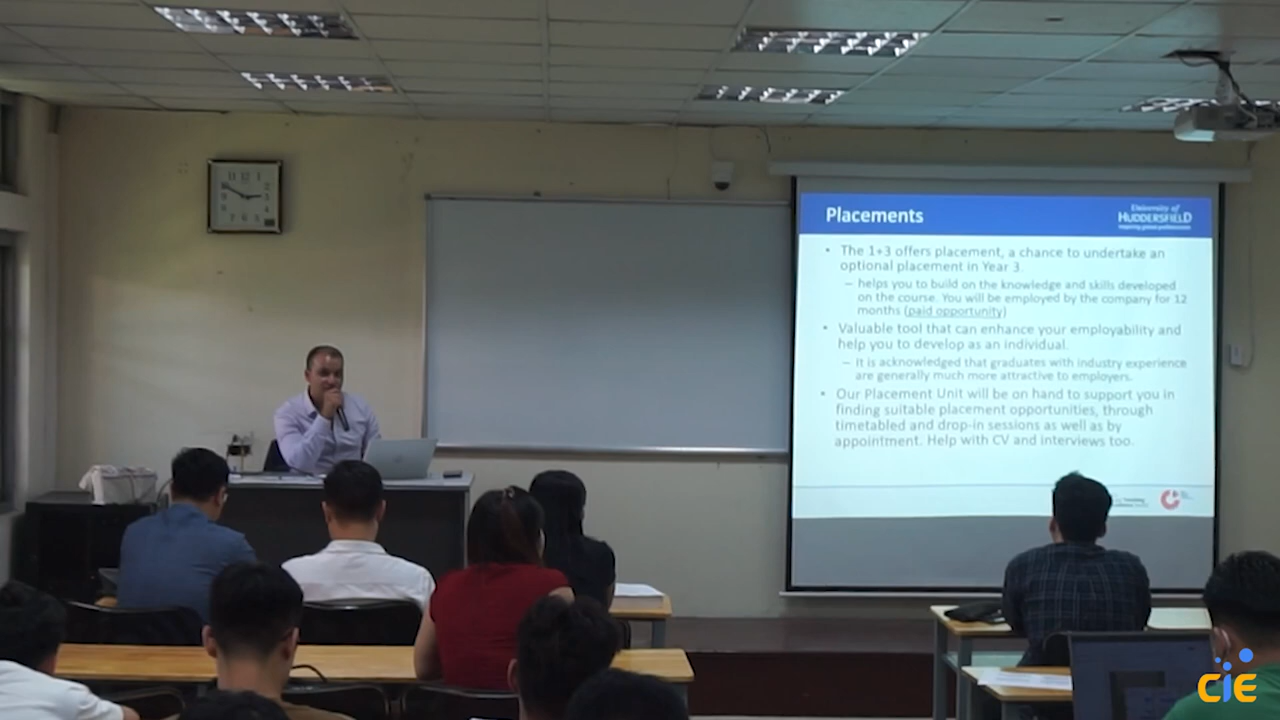 Placements
University of
HUDDERSFIELD
Inspiring global professionals
• The 1+3 offers placement, a chance to undertake an
optional placement in Year 3.
– helps you to build on the knowledge and skills developed
on the course. You will be employed by the company for 12
months (paid opportunity)
• Valuable tool that can enhance your employability and
help you to develop as an individual.
– It is acknowledged that graduates with industry experience
are generally much more attractive to employers.
• Our Placement Unit will be on hand to support you in
finding suitable placement opportunities, through
timetabled and drop-in sessions as well as by
appointment. Help with CV and interviews too.
CiE